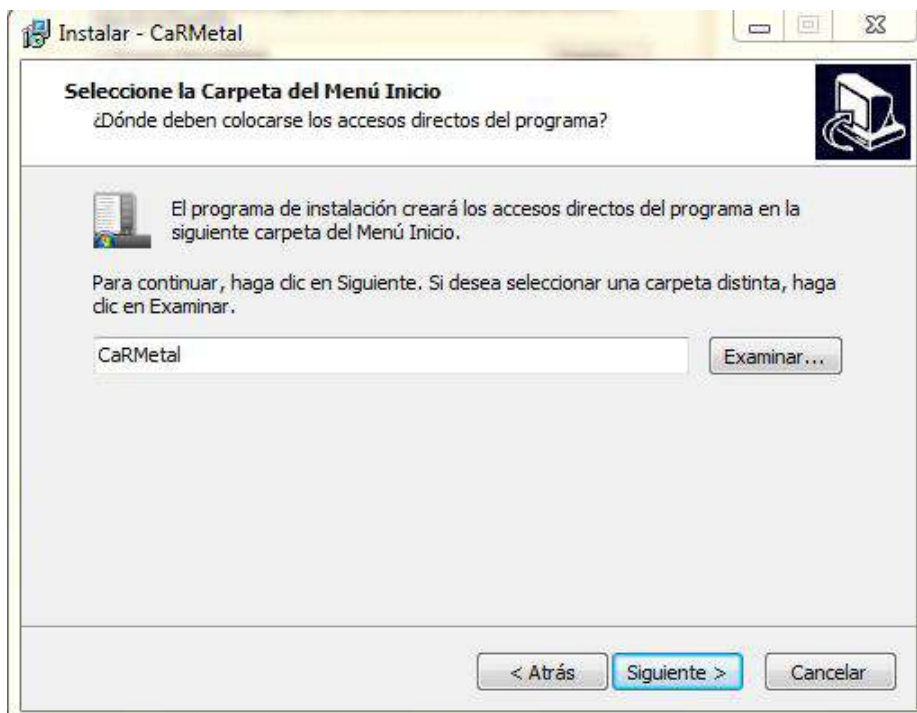 Instalar - CaRMetal
Seleccione la Carpeta del Menú Inicio
¿Dónde deben colocarse los accesos directos del programa?
El programa de instalación creará los accesos directos del programa en la
siguiente carpeta del Menú Inicio.
Para continuar, haga clic en Siguiente. Si desea seleccionar una carpeta distinta, haga
clic en Examinar.
CaRMetal
Examinar...
< Atrás
Siguiente >
Cancelar